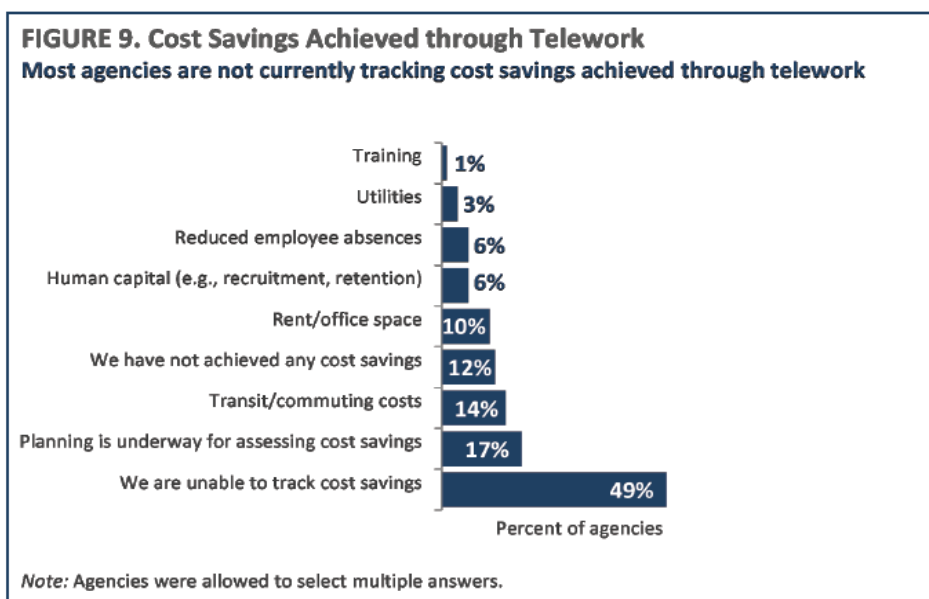 FIGURE 9. Cost Savings Achieved through Telework
Most agencies are not currently tracking cost savings achieved through telework
Training 1%
Utilities 3%
Reduced employee absences 6%
Human capital (e.g., recruitment, retention) 6%
Rent/office space 10%
We have not achieved any cost savings 12%
Transit/commuting costs 14%
Planning is underway for assessing cost savings 17%
We are unable to track cost savings 49%
Percent of agencies
Note: Agencies were allowed to select multiple answers.